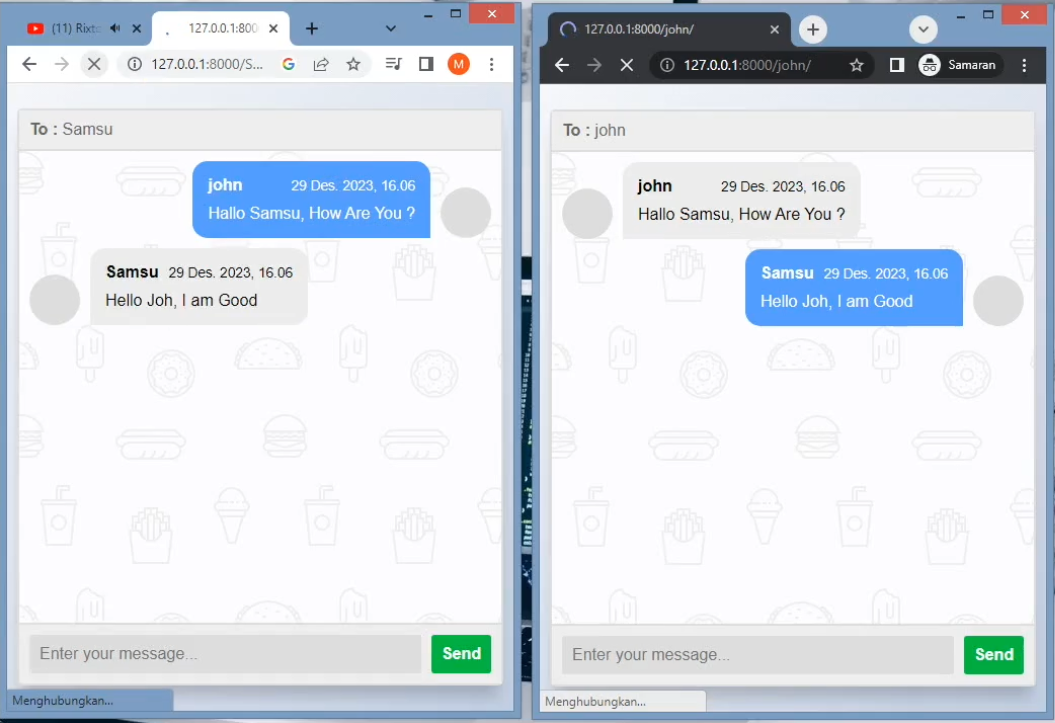 (11) Rixto
127.0.0.1:800
127.0.0.1:8000/S...
G
M
To : Samsu
john 29 Des. 2023, 16.06
Hallo Samsu, How Are You ?
Samsu 29 Des. 2023, 16.06
Hello Joh, I am Good
Enter your message...
Send
Menghubungkan...
127.0.0.1:8000/john/
127.0.0.1:8000/john/
Samaran
To : john
john 29 Des. 2023, 16.06
Hallo Samsu, How Are You ?
Samsu 29 Des. 2023, 16.06
Hello Joh, I am Good
Enter your message...
Send
Menghubungkan...